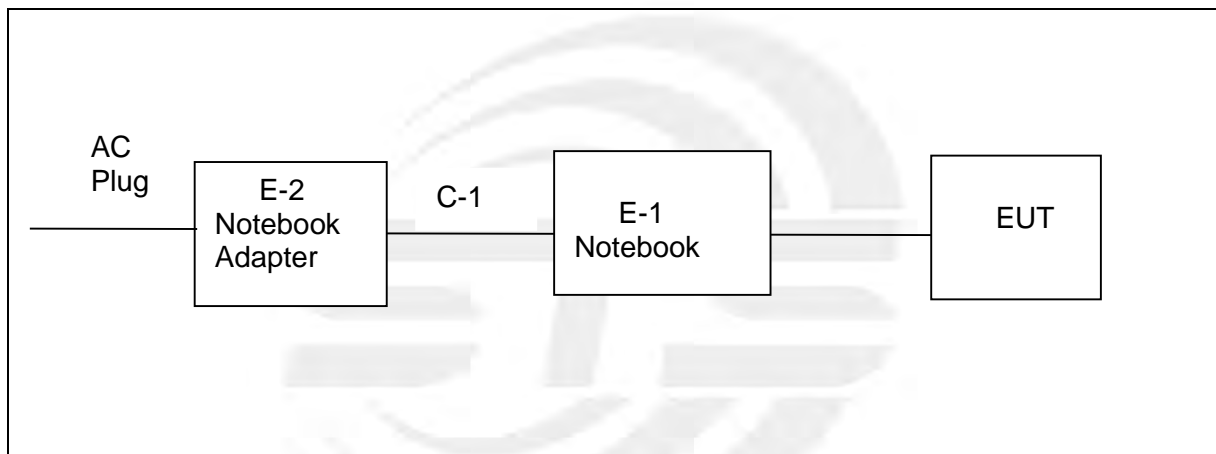 AC
Plug
E-2
Notebook
Adapter
C-1
E-1
Notebook
EUT